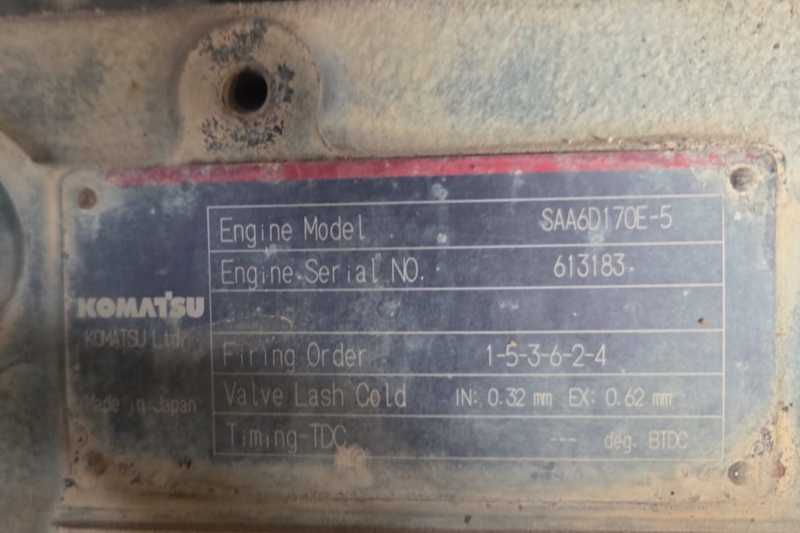 Engine Model SAA6D170E-5
Engine Serial NO. 613183
KOMATSU
KOMATSU Ltd.
Firing Order 1-5-3-6-2-4
Valve Lash Cold IN: 0.32 mm EX: 0.62 mm
Made in Japan
Timing-TDC --- deg. BTDC